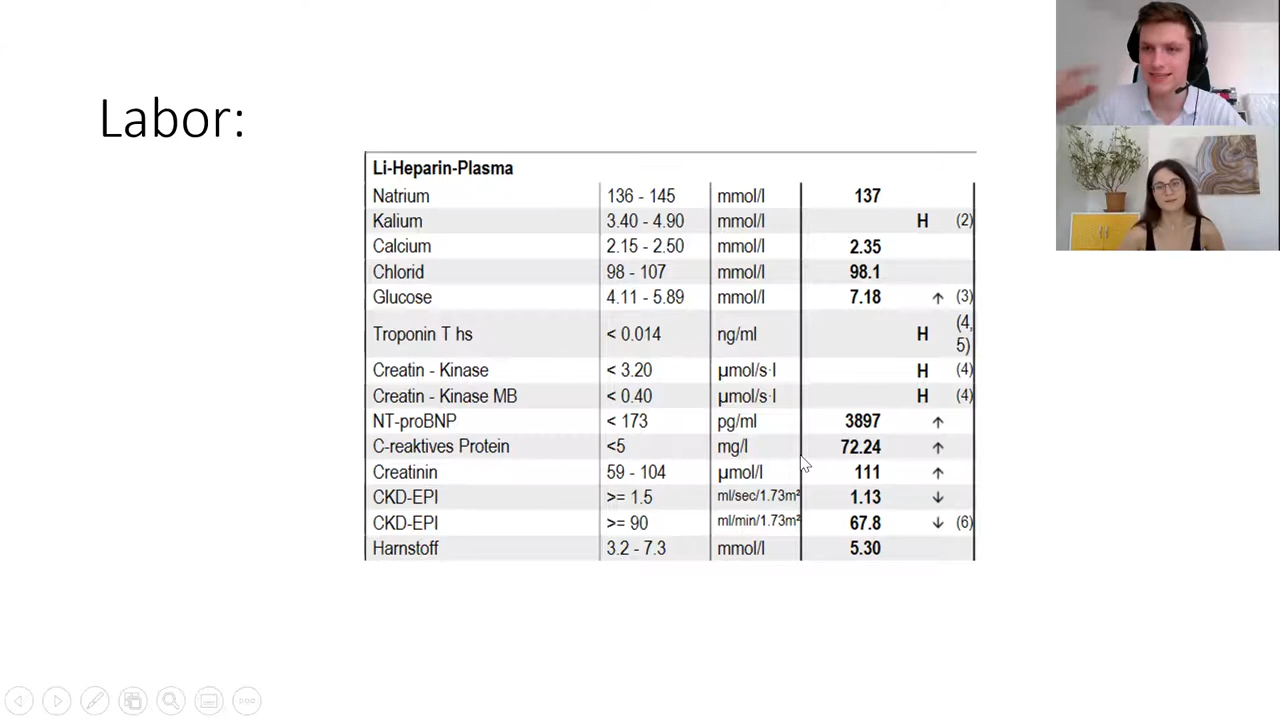 Labor:
Li-Heparin-Plasma
Natrium 136 - 145 mmol/l 137
Kalium 3.40 - 4.90 mmol/l H (2)
Calcium 2.15 - 2.50 mmol/l 2.35
Chlorid 98 - 107 mmol/l 98.1
Glucose 4.11 - 5.89 mmol/l 7.18 ↑ (3)
Troponin T hs < 0.014 ng/ml H (4, 5)
Creatin - Kinase < 3.20 µmol/s·l H (4)
Creatin - Kinase MB < 0.40 µmol/s·l H (4)
NT-proBNP < 173 pg/ml 3897 ↑
C-reaktives Protein <5 mg/l 72.24 ↑
Creatinin 59 - 104 µmol/l 111 ↑
CKD-EPI >= 1.5 ml/sec/1.73m² 1.13 ↓
CKD-EPI >= 90 ml/min/1.73m² 67.8 ↓ (6)
Harnstoff 3.2 - 7.3 mmol/l 5.30